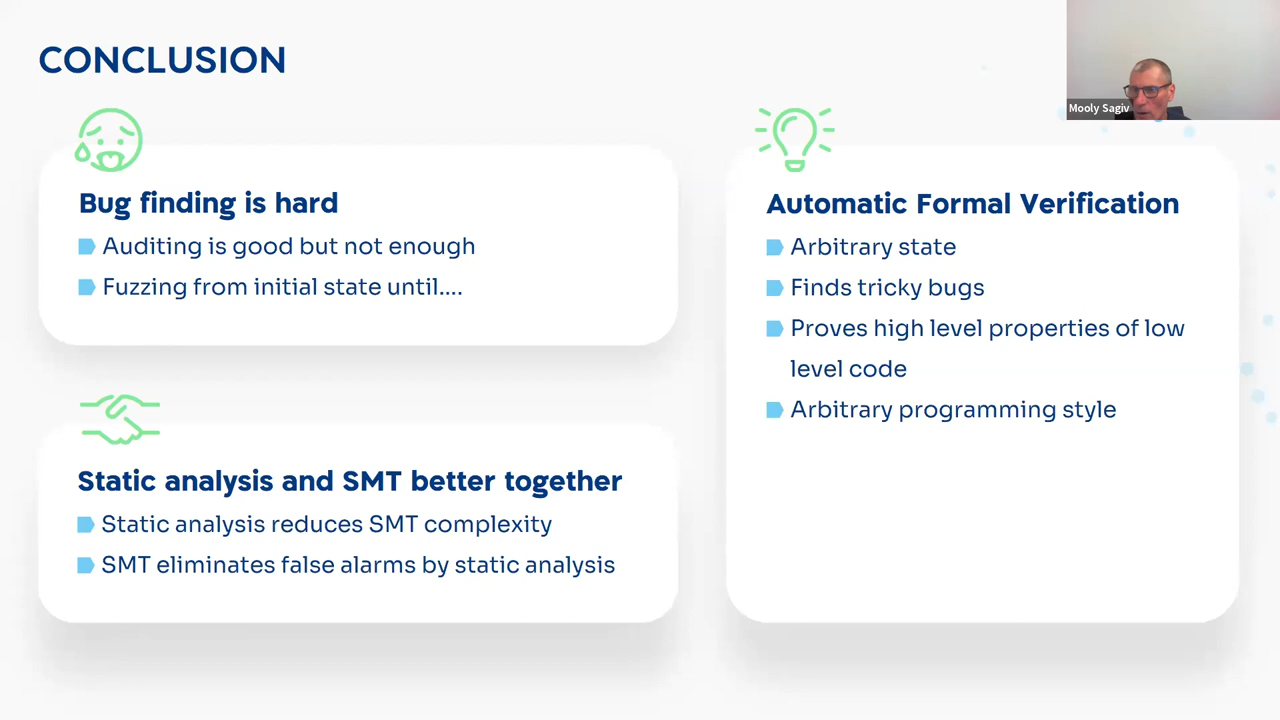 CONCLUSION
Mooly Sagiv
Bug finding is hard
Auditing is good but not enough
Fuzzing from initial state until....
Static analysis and SMT better together
Static analysis reduces SMT complexity
SMT eliminates false alarms by static analysis
Automatic Formal Verification
Arbitrary state
Finds tricky bugs
Proves high level properties of low
level code
Arbitrary programming style